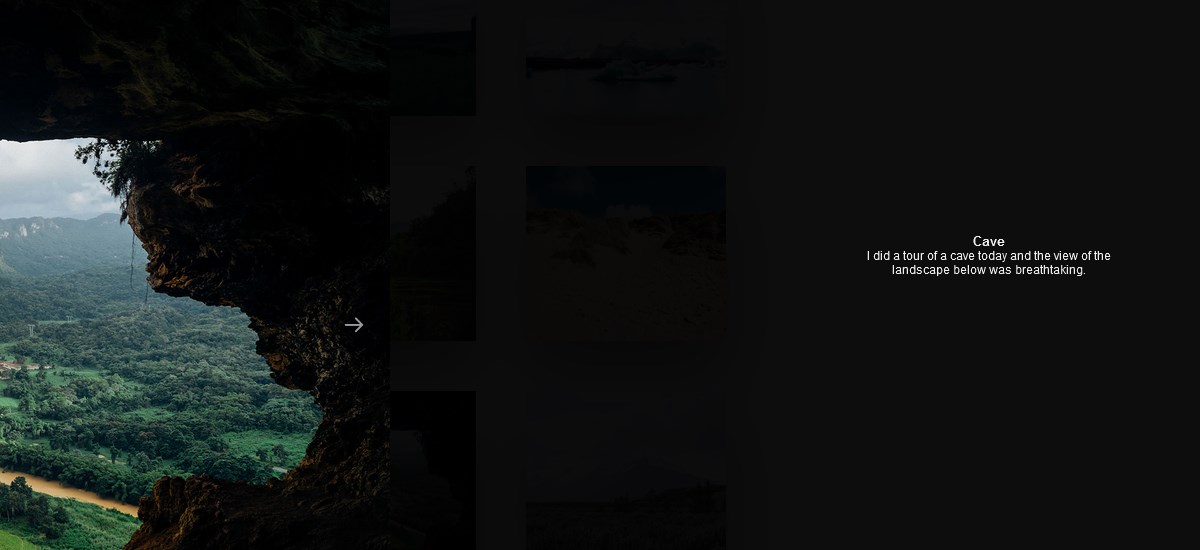 Cave
I did a tour of a cave today and the view of the
landscape below was breathtaking.